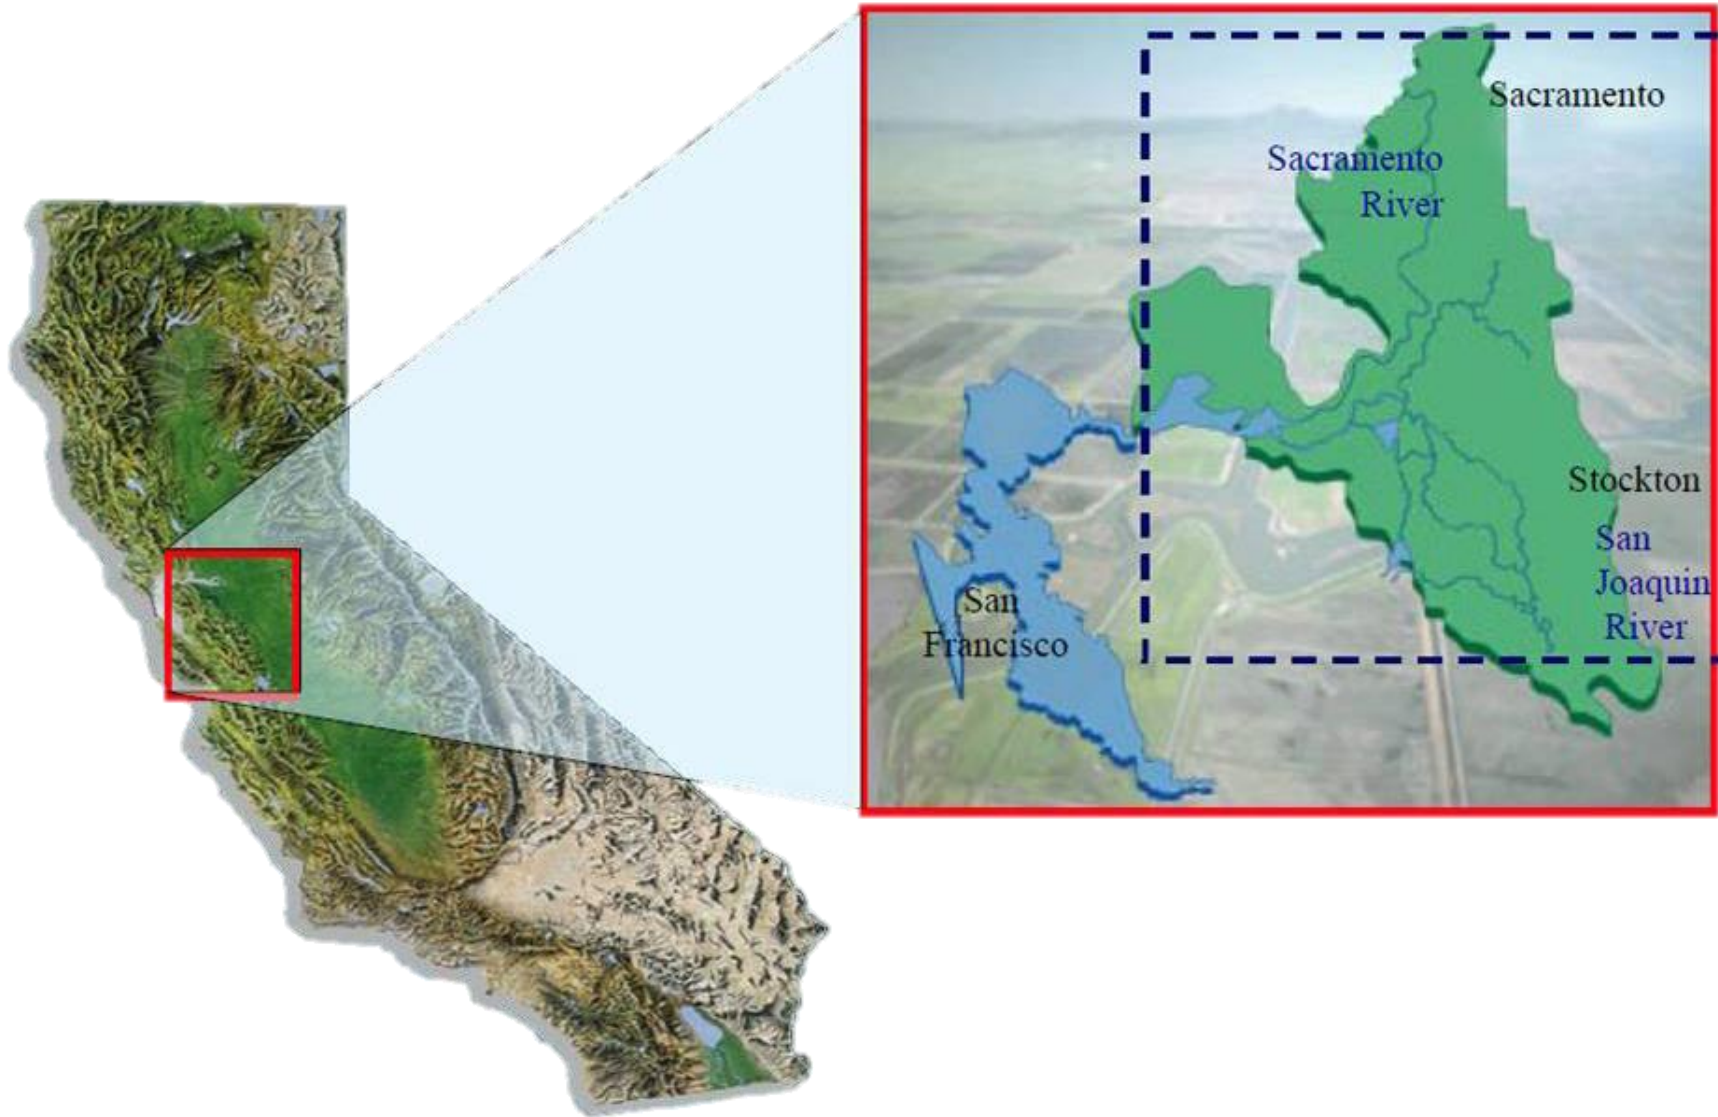 Sacramento
Sacramento
River
Stockton
San
Joaquin
River
San
Francisco